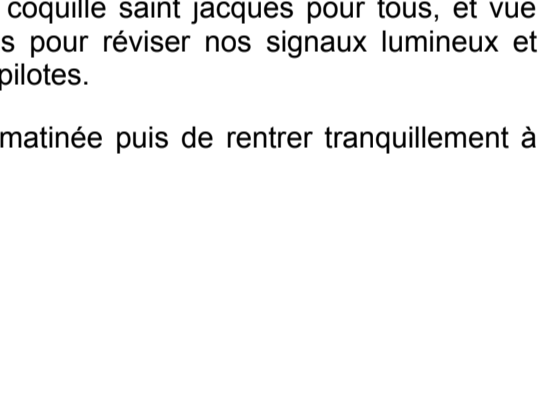 coquille saint jacques pour tous, et vue
s pour réviser nos signaux lumineux et
pilotes.
matinée puis de rentrer tranquillement à